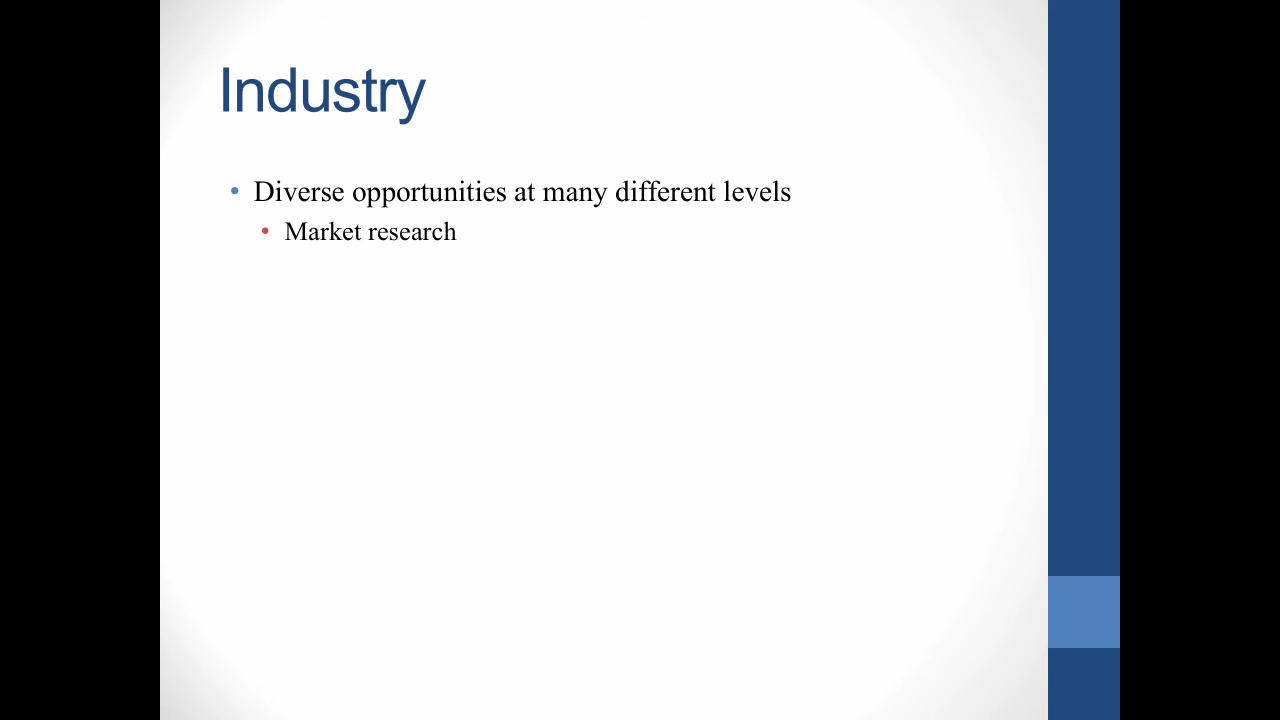 Industry
• Diverse opportunities at many different levels
• Market research